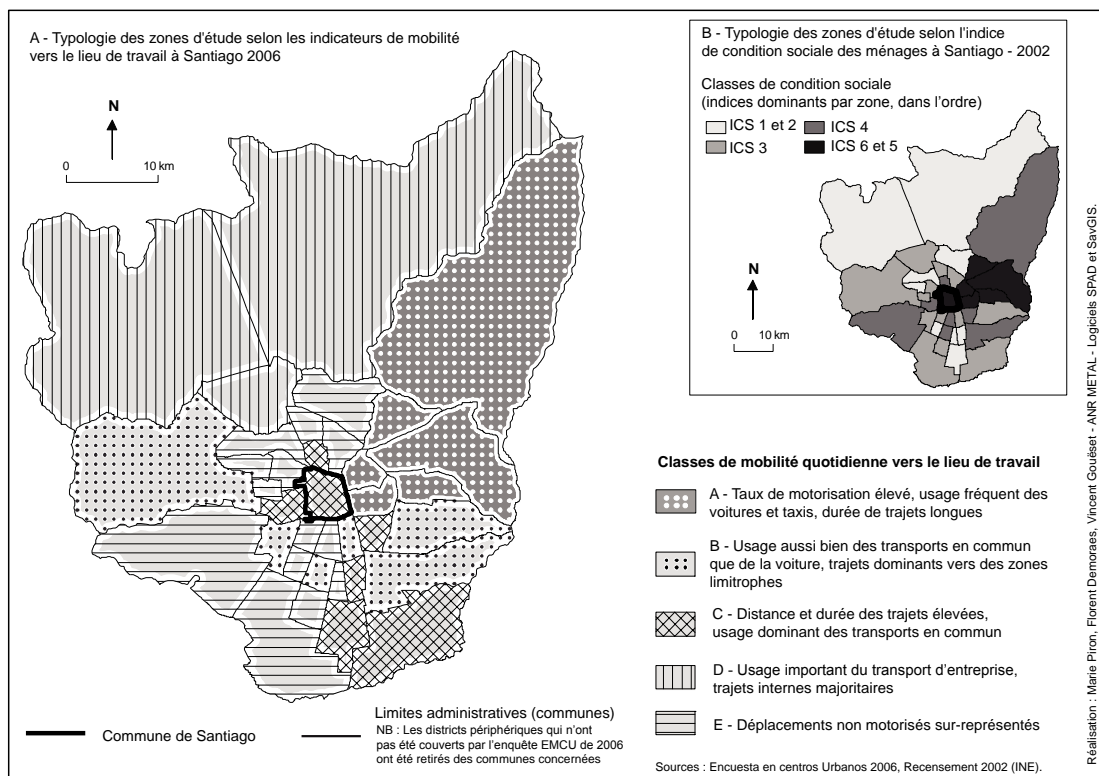 A - Typologie des zones d'étude selon les indicateurs de mobilité
vers le lieu de travail à Santiago 2006
N
0 10 km
B - Typologie des zones d'étude selon l'indice
de condition sociale des ménages à Santiago - 2002
Classes de condition sociale
(indices dominants par zone, dans l'ordre)
ICS 1 et 2
ICS 4
ICS 3
ICS 6 et 5
N
0 10 km
Classes de mobilité quotidienne vers le lieu de travail
A - Taux de motorisation élevé, usage fréquent des
voitures et taxis, durée de trajets longues
B - Usage aussi bien des transports en commun
que de la voiture, trajets dominants vers des zones
limitrophes
C - Distance et durée des trajets élevées,
usage dominant des transports en commun
D - Usage important du transport d'entreprise,
trajets internes majoritaires
E - Déplacements non motorisés sur-représentés
Commune de Santiago
Limites administratives (communes)
NB : Les districts périphériques qui n'ont
pas été couverts par l'enquête EMCU de 2006
ont été retirés des communes concernées
Sources : Encuesta en centros Urbanos 2006, Recensement 2002 (INE).
Réalisation : Marie Piron, Florent Demoraes, Vincent Gouëset - ANR METAL - Logiciels SPAD et SavGIS.